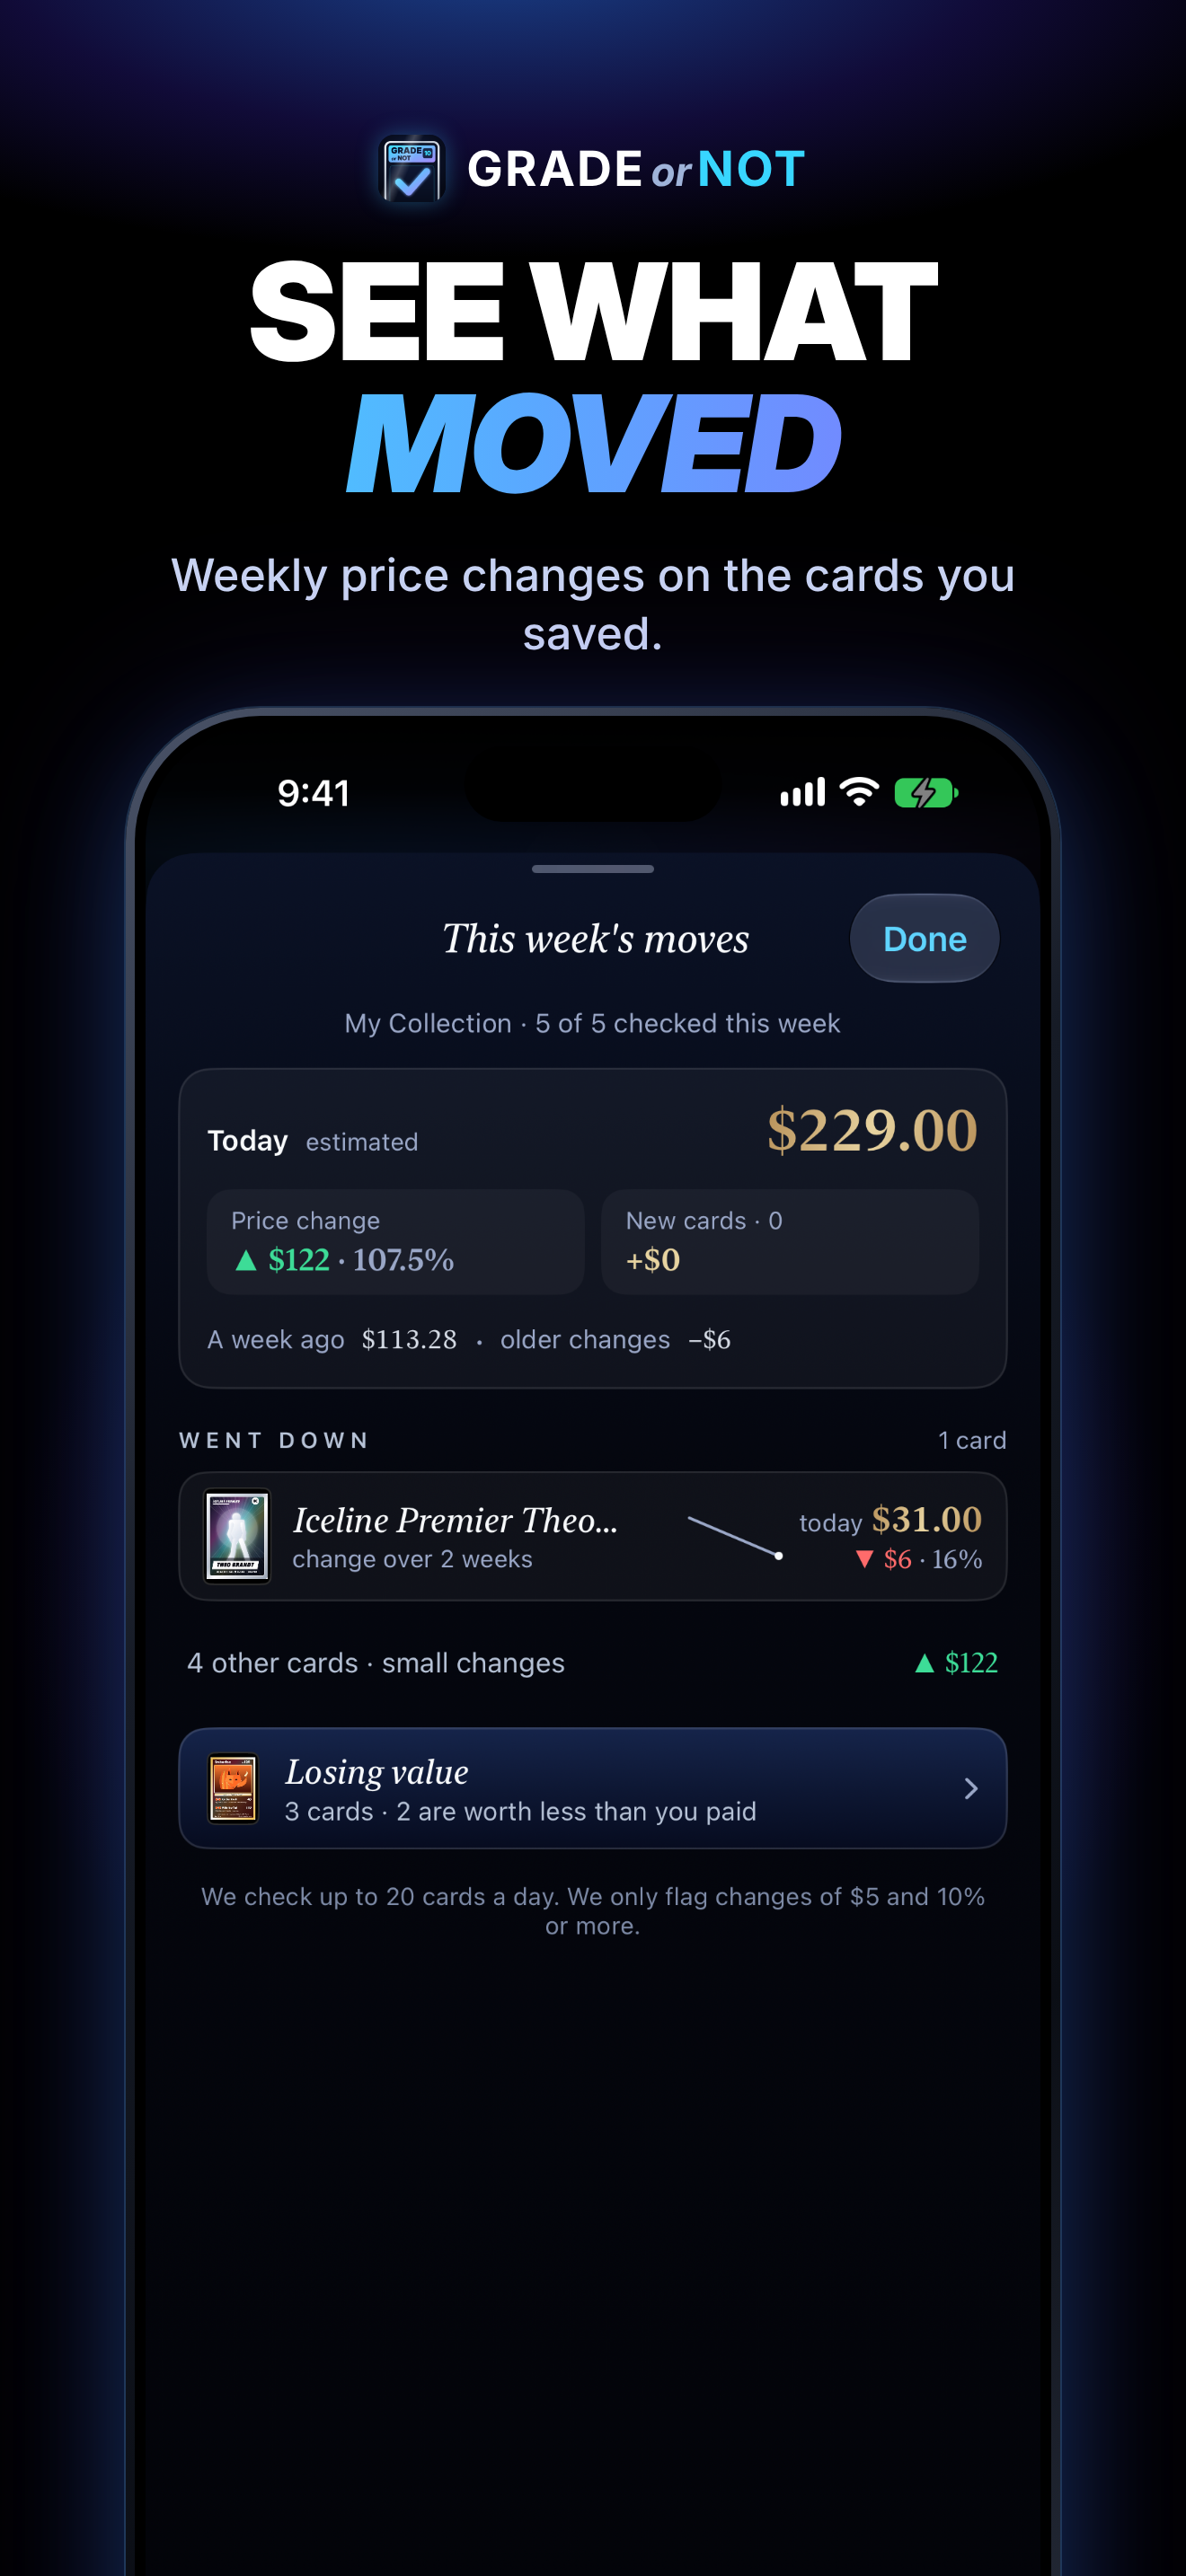 GRADE or NOT
SEE WHAT
MOVED
Weekly price changes on the cards you
saved.
9:41
This week's moves
Done
My Collection · 5 of 5 checked this week
Today estimated $229.00
Price change
▲ $122 · 107.5%
New cards · 0
+$0
A week ago $113.28 · older changes −$6
WENT DOWN 1 card
THEO BRANDT
Iceline Premier Theo...
change over 2 weeks
today $31.00
▼ $6 · 16%
4 other cards · small changes ▲ $122
Losing value
3 cards · 2 are worth less than you paid
We check up to 20 cards a day. We only flag changes of $5 and 10%
or more.